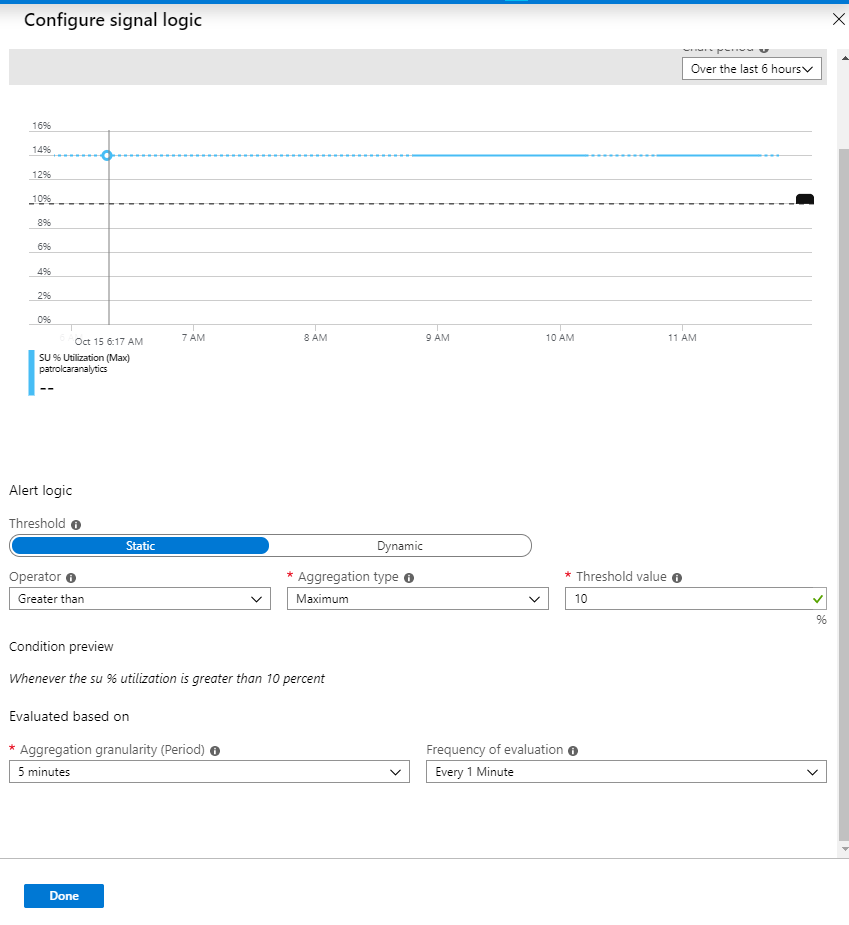 Configure signal logic
Chart period
Over the last 6 hours
16%
14%
12%
10%
8%
6%
4%
2%
0%
Oct 15 6:17 AM
7 AM
8 AM
9 AM
10 AM
11 AM
SU % Utilization (Max)
patrolcaranalytics
--
Alert logic
Threshold
Static
Dynamic
Operator
* Aggregation type
* Threshold value
Greater than
Maximum
10
%
Condition preview
Whenever the su % utilization is greater than 10 percent
Evaluated based on
* Aggregation granularity (Period)
Frequency of evaluation
5 minutes
Every 1 Minute
Done